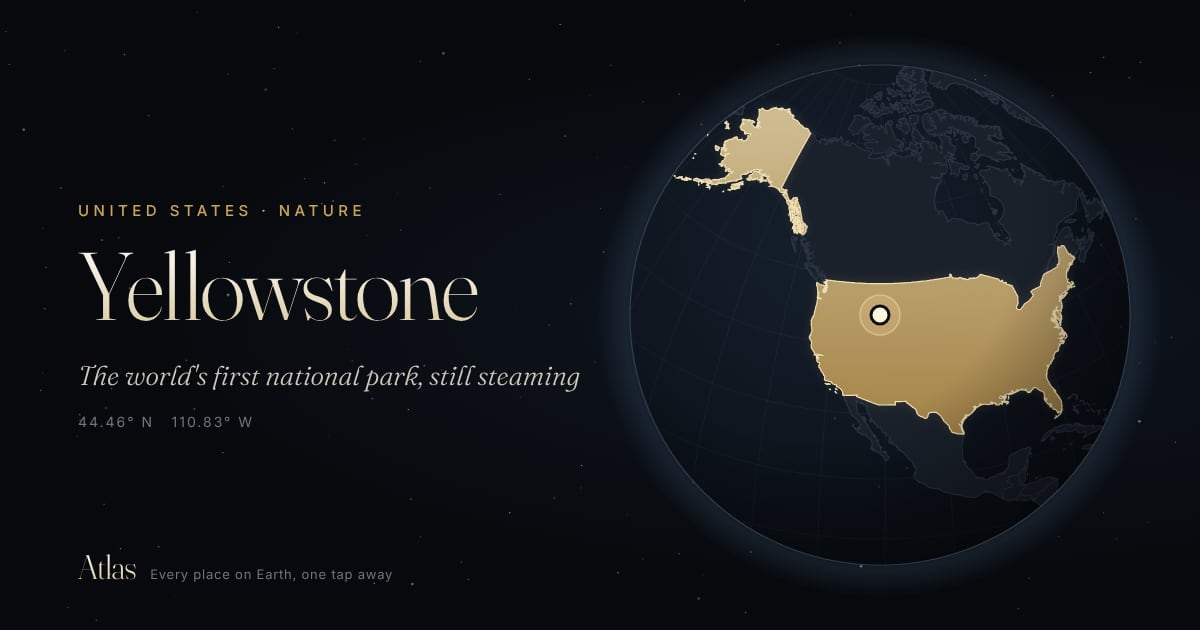 UNITED STATES · NATURE
Yellowstone
The world's first national park, still steaming
44.46° N 110.83° W
Atlas Every place on Earth, one tap away